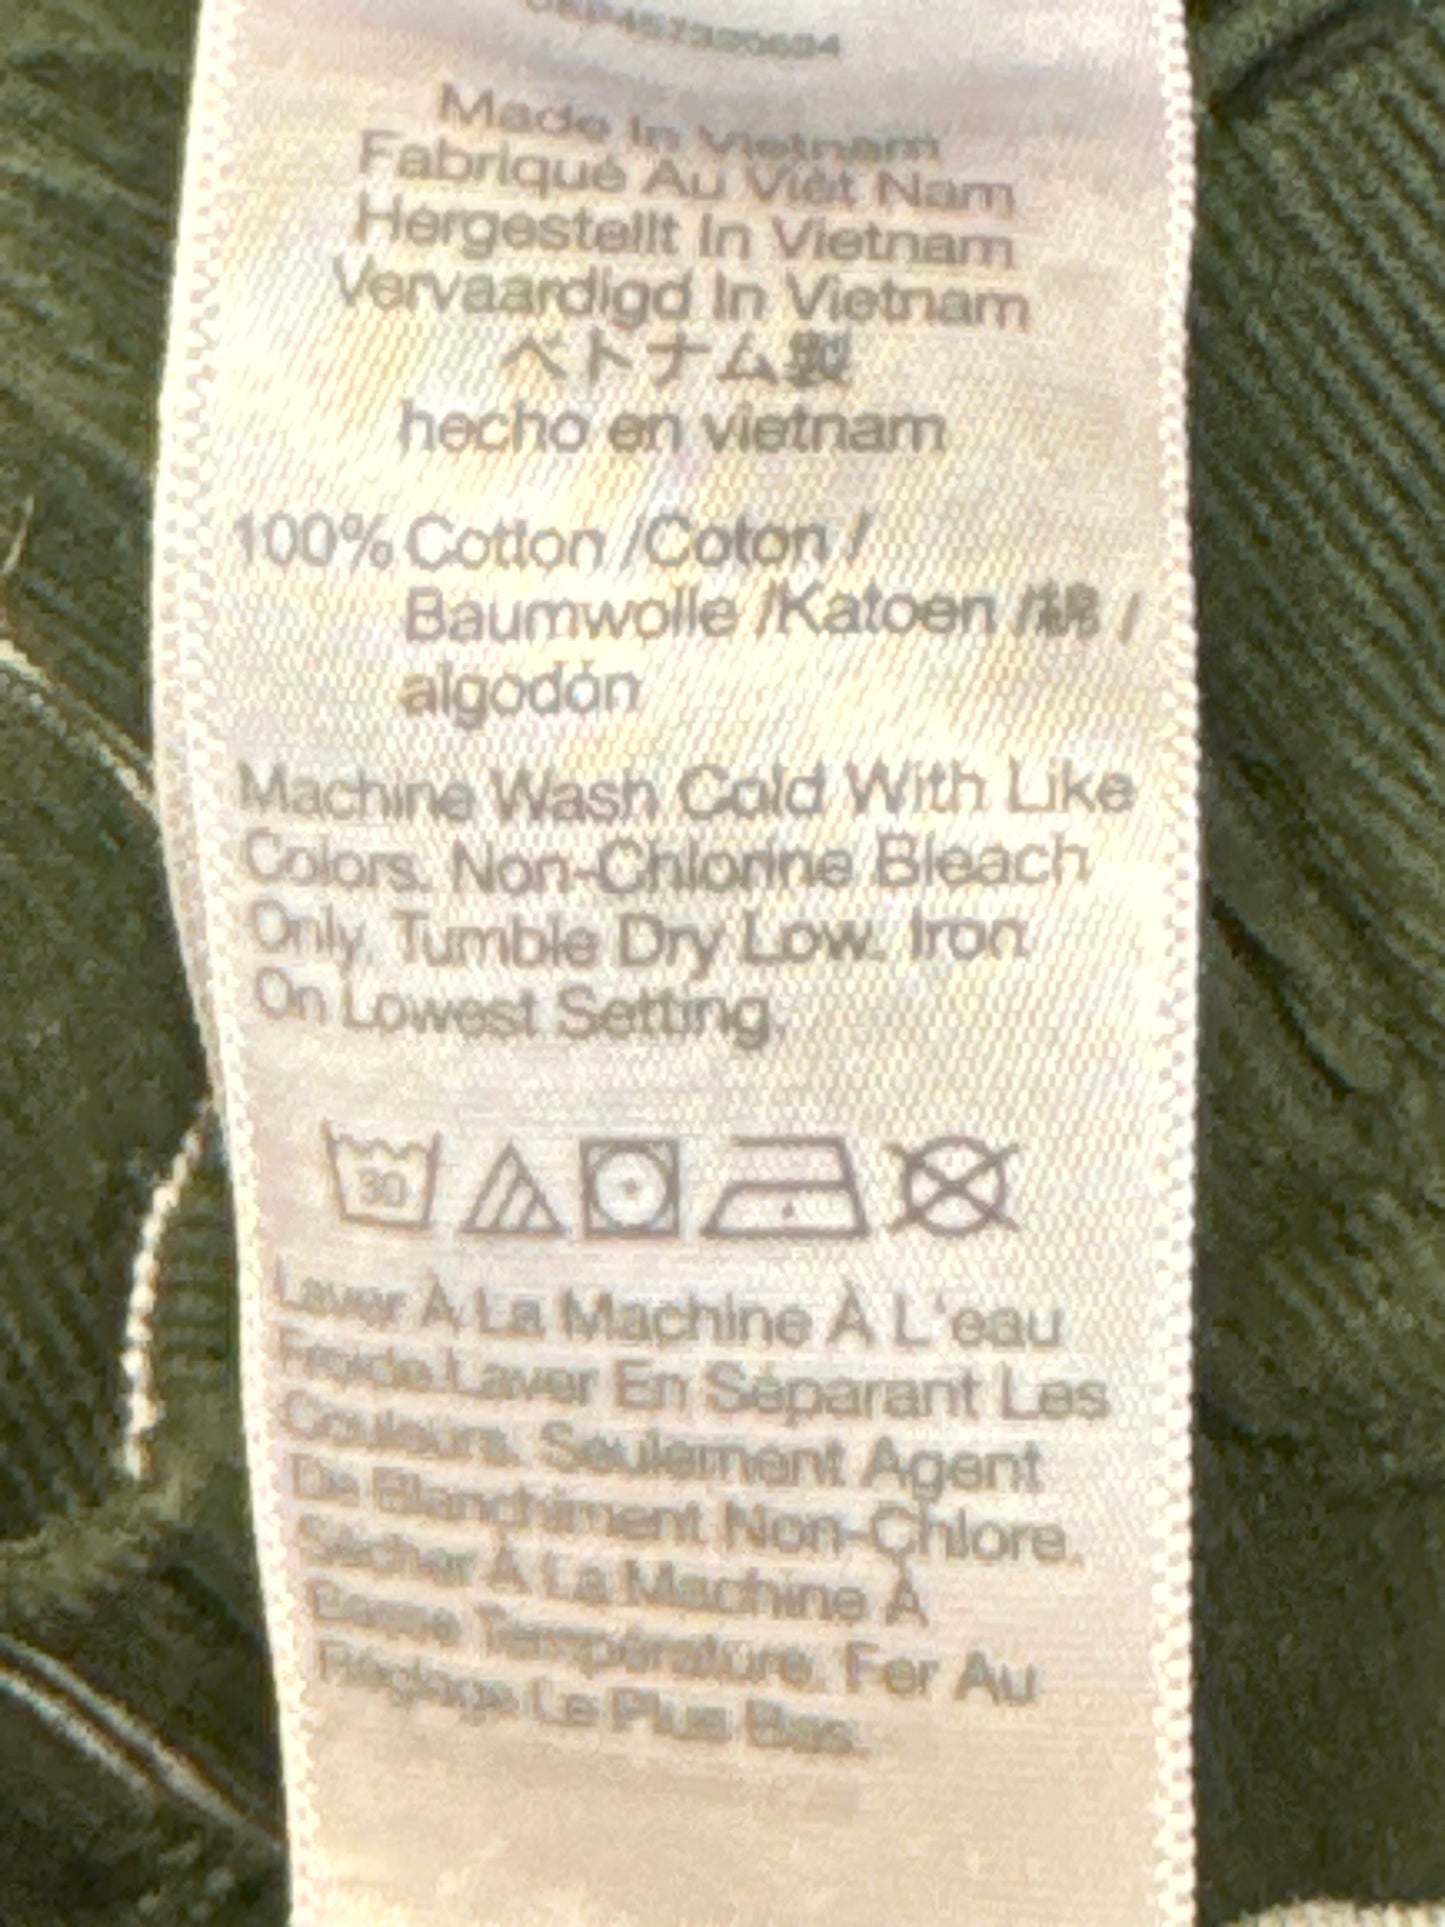 Made In Vietnam
Fabriqué Au Viêt Nam
Hergestellt In Vietnam
Vervaardigd In Vietnam
ベトナム製
hecho en vietnam
100% Cotton /Coton /
Baumwolle /Katoen /綿 /
algodón
Machine Wash Cold With Like
Colors. Non-Chlorine Bleach
Only. Tumble Dry Low. Iron
On Lowest Setting.
30
Laver À La Machine À L'eau
Froide Laver En Séparant Les
Couleurs. Seulement Agent
De Blanchiment Non-Chlore.
Sécher À La Machine À
Basse Température. Fer Au
Réglage Le Plus Bas.